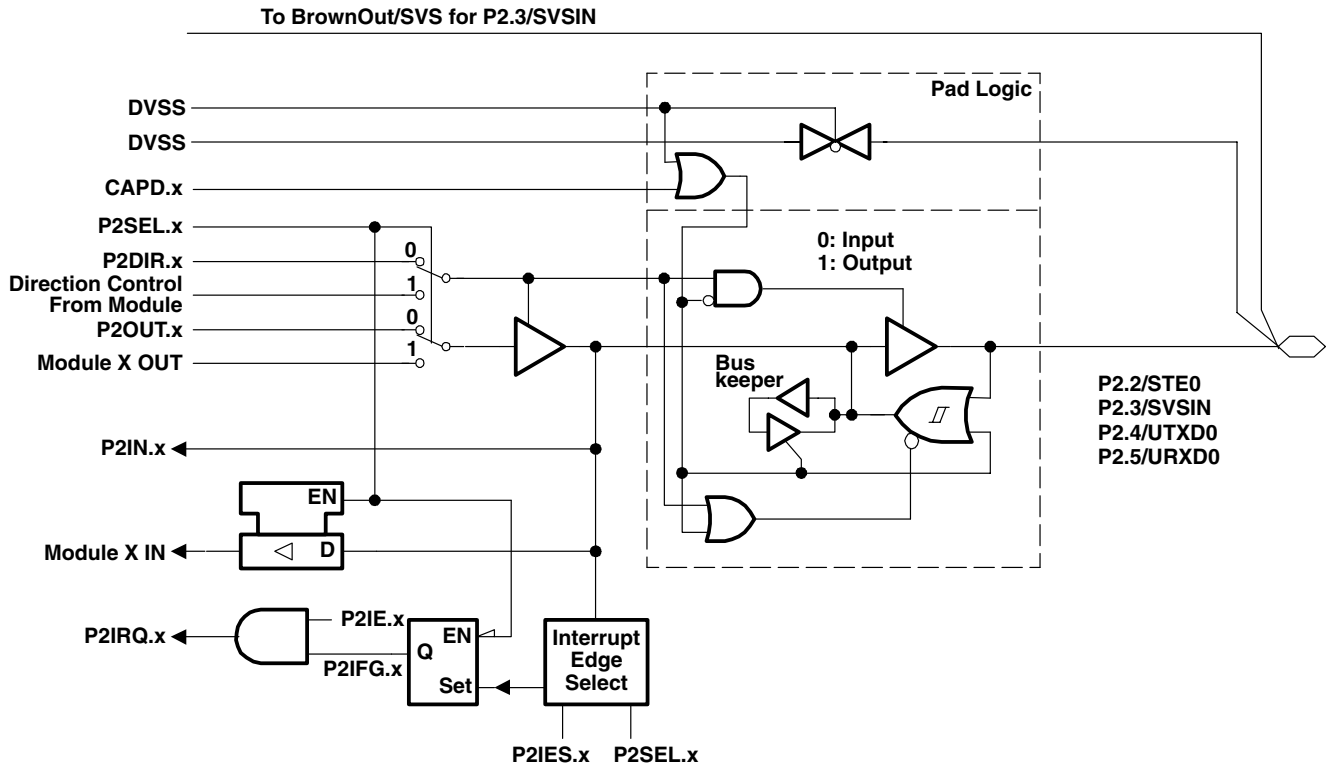 To BrownOut/SVS for P2.3/SVSIN
Pad Logic
DVSS
DVSS
CAPD.x
P2SEL.x
0: Input
1: Output
0
P2DIR.x
1
Direction Control
From Module
0
P2OUT.x
1
Module X OUT
Bus
keeper
P2.2/STE0
P2.3/SVSIN
P2.4/UTXD0
P2.5/URXD0
P2IN.x
EN
D
Module X IN
P2IE.x
P2IRQ.x
P2IFG.x
EN
Q
Set
Interrupt
Edge
Select
P2IES.x
P2SEL.x